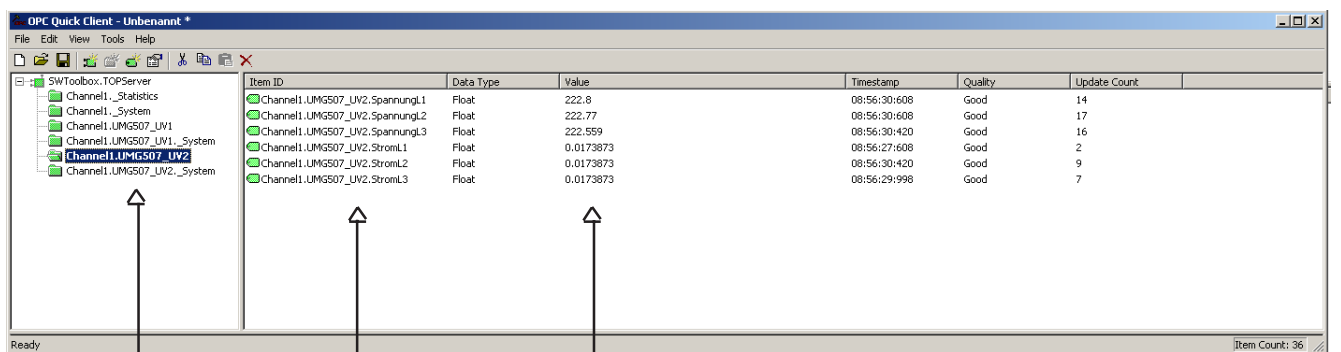 OPC Quick Client - Unbenannt *
File Edit View Tools Help
SWToolbox.TOPServer
Channel1._Statistics
Channel1._System
Channel1.UMG507_UV1
Channel1.UMG507_UV1._System
Channel1.UMG507_UV2
Channel1.UMG507_UV2._System
Item ID Data Type Value Timestamp Quality Update Count
Channel1.UMG507_UV2.SpannungL1 Float 222.8 08:56:30:608 Good 14
Channel1.UMG507_UV2.SpannungL2 Float 222.77 08:56:30:608 Good 17
Channel1.UMG507_UV2.SpannungL3 Float 222.559 08:56:30:420 Good 16
Channel1.UMG507_UV2.StromL1 Float 0.0173873 08:56:27:608 Good 2
Channel1.UMG507_UV2.StromL2 Float 0.0173873 08:56:30:420 Good 9
Channel1.UMG507_UV2.StromL3 Float 0.0173873 08:56:29:998 Good 7
Ready Item Count: 36